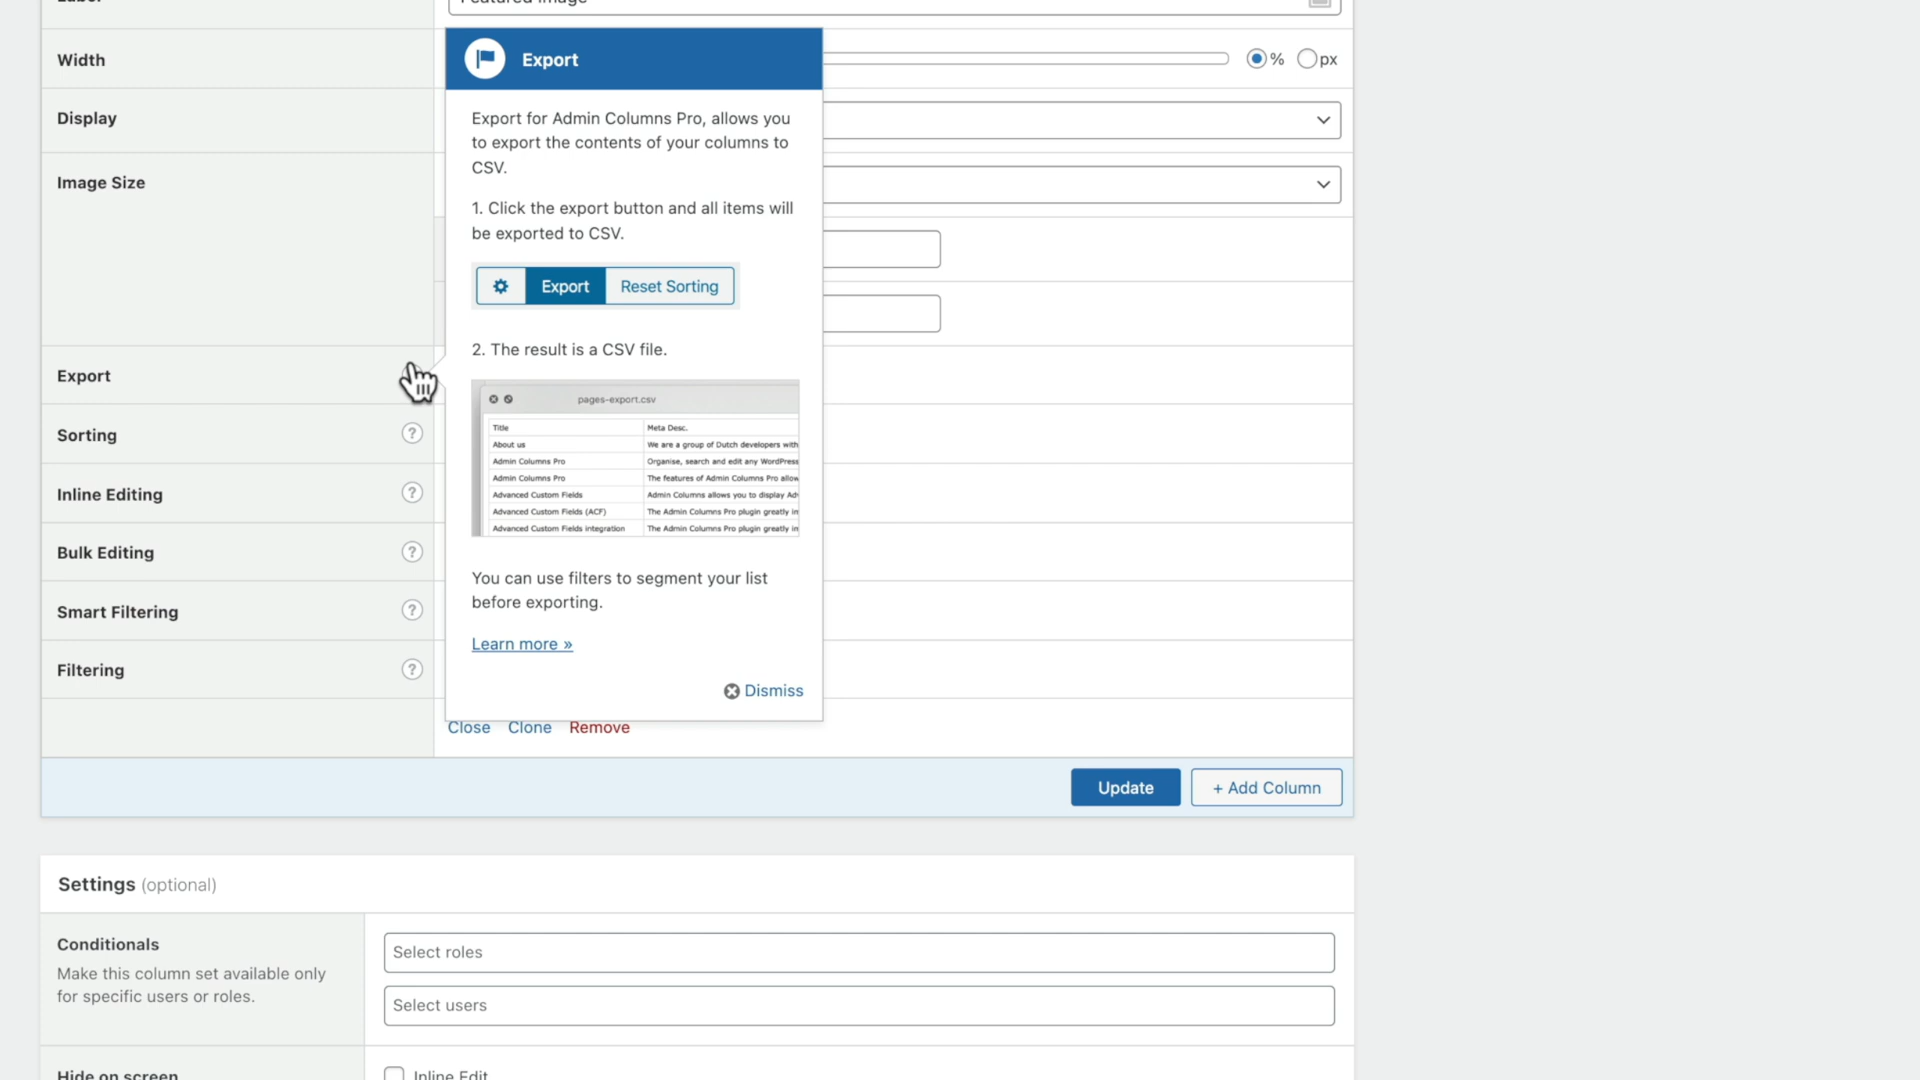 Label
Featured Image
Width
%
px
Display
Image Size
Export
Export for Admin Columns Pro, allows you
to export the contents of your columns to
CSV.
1. Click the export button and all items will
be exported to CSV.
Export
Reset Sorting
2. The result is a CSV file.
pages-export.csv
Title
Meta Desc.
About us
We are a group of Dutch developers with
Admin Columns Pro
Organise, search and edit any WordPress
Admin Columns Pro
The features of Admin Columns Pro allow
Advanced Custom Fields
Admin Columns allows you to display Ad
Advanced Custom Fields (ACF)
The Admin Columns Pro plugin greatly in
Advanced Custom Fields integration
The Admin Columns Pro plugin greatly in
You can use filters to segment your list
before exporting.
Learn more »
Dismiss
Export
Sorting ?
Inline Editing ?
Bulk Editing ?
Smart Filtering ?
Filtering ?
Close Clone Remove
Update
+ Add Column
Settings (optional)
Conditionals
Make this column set available only
for specific users or roles.
Select roles
Select users
Hide on screen
Inline Edit